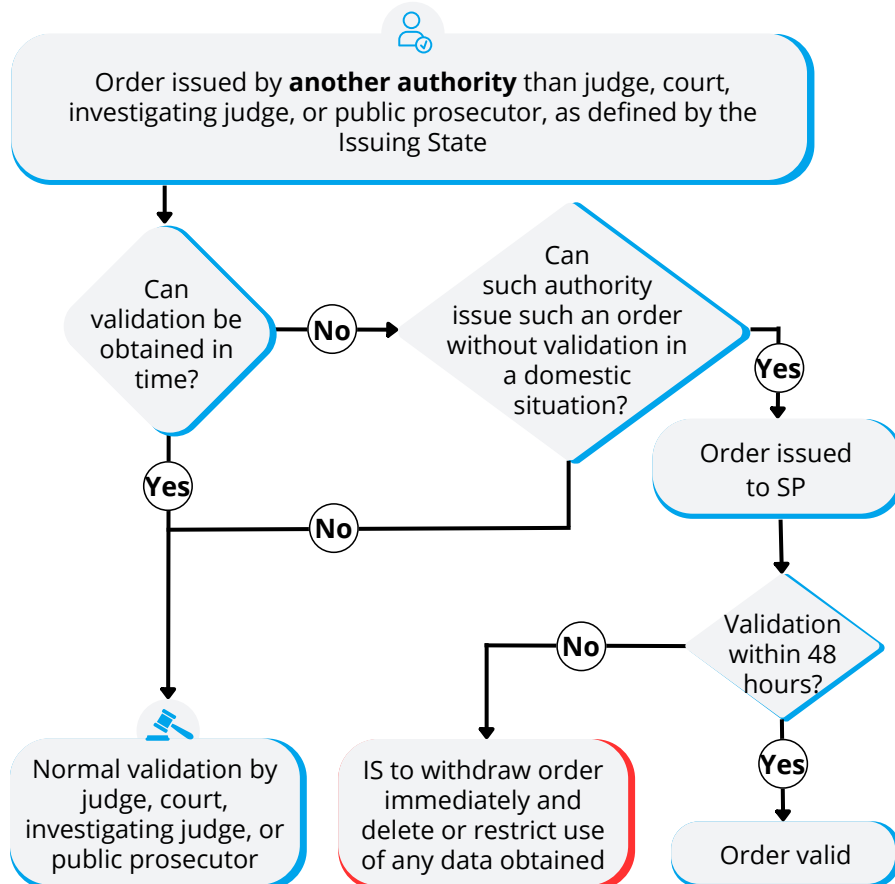 Order issued by another authority than judge, court,
investigating judge, or public prosecutor, as defined by the
Issuing State
Can
validation be
obtained in
time?
No
Can
such authority
issue such an order
without validation in
a domestic
situation?
Yes
Order issued
to SP
Yes
No
Validation
within 48
hours?
No
Yes
Normal validation by
judge, court,
investigating judge, or
public prosecutor
IS to withdraw order
immediately and
delete or restrict use
of any data obtained
Order valid